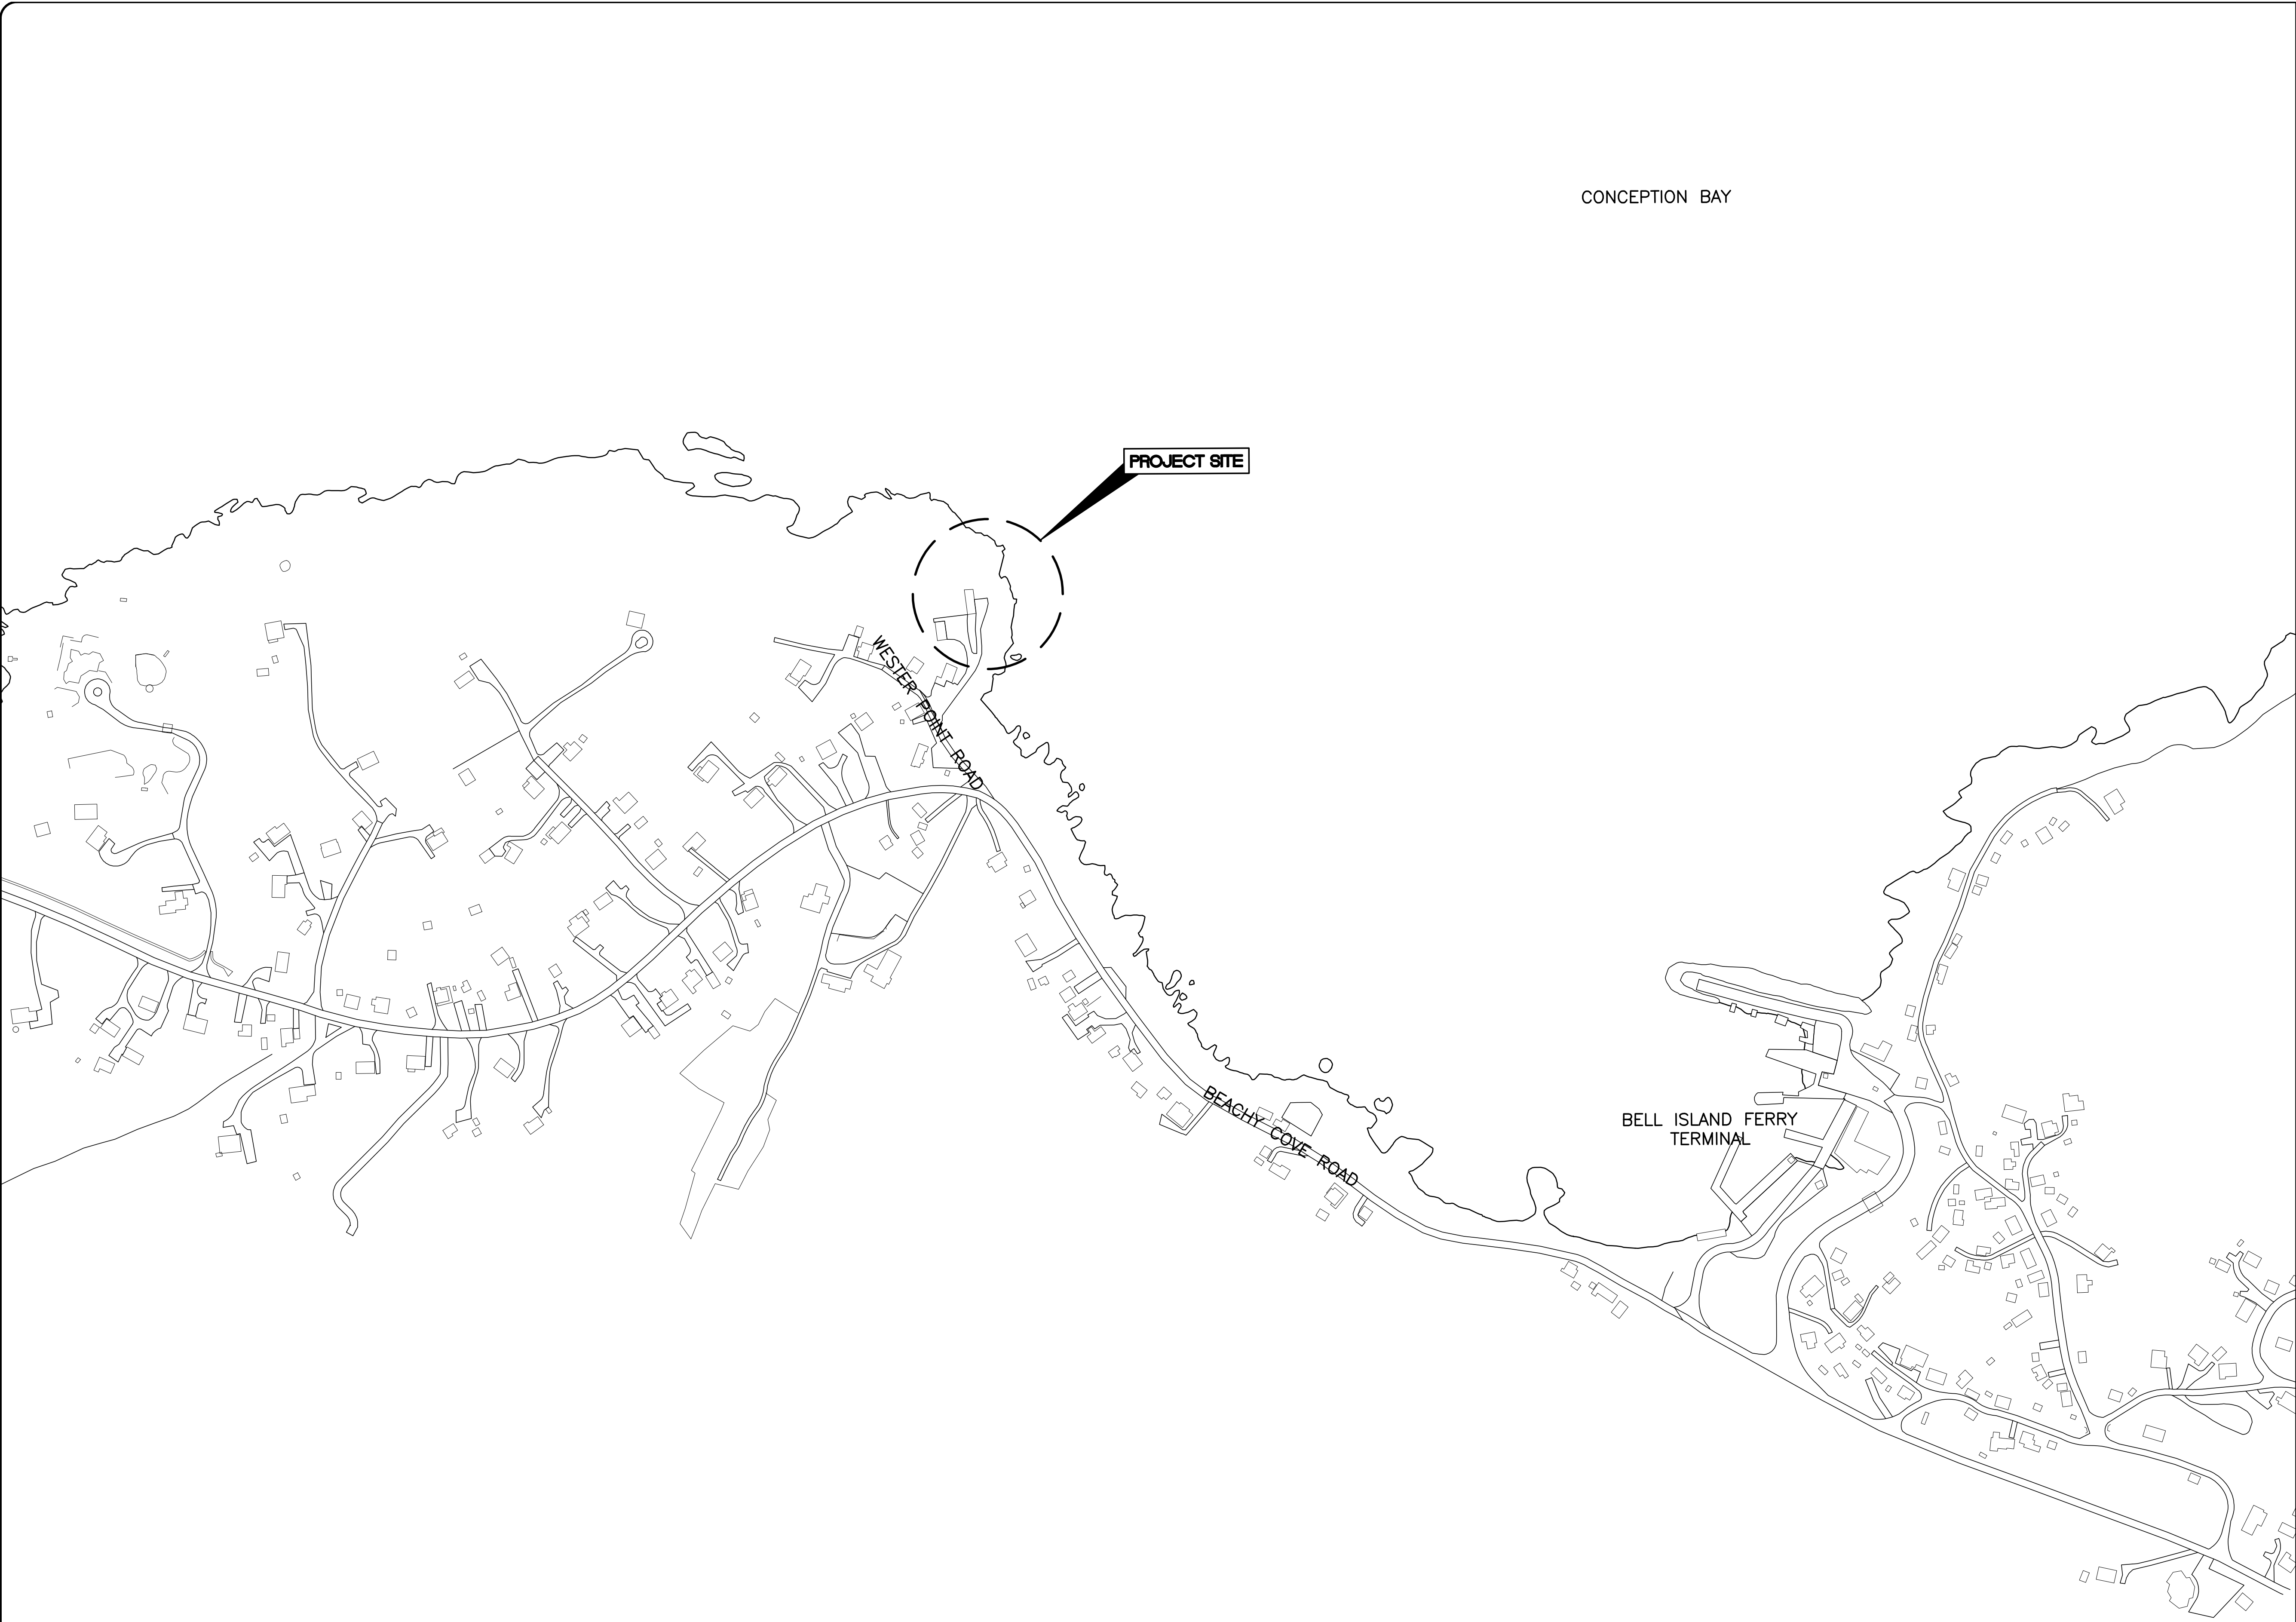 CONCEPTION BAY
PROJECT SITE
WESTER POINT ROAD
BEACHY COVE ROAD
BELL ISLAND FERRY
TERMINAL